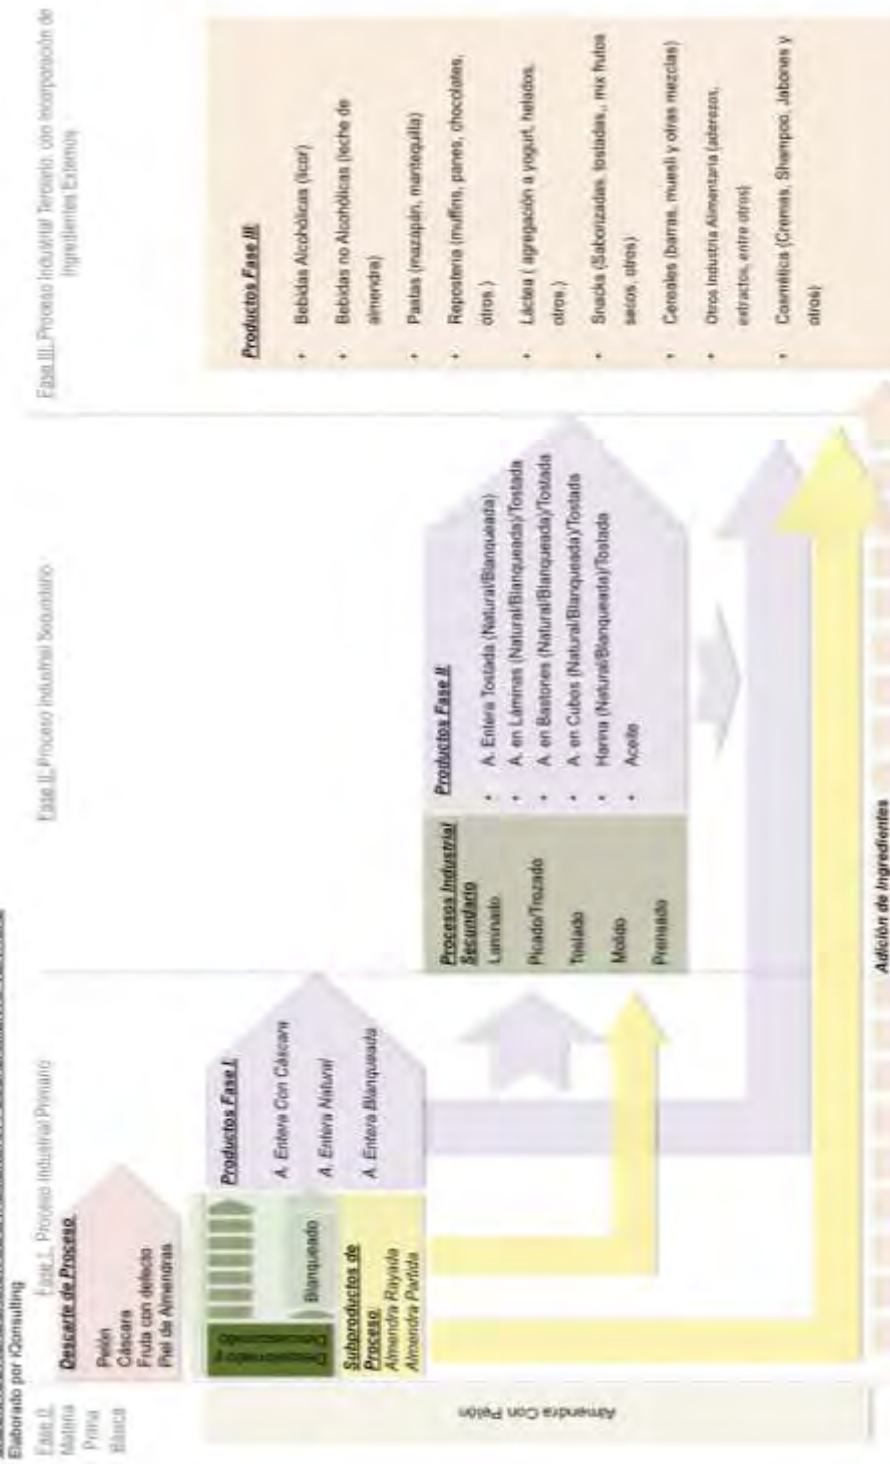 Elaborado por iQonsulting
Fase 0.
Materia
Prima
Básica
Fase I. Proceso Industrial Primario
Fase II. Proceso Industrial Secundario
Fase III. Proceso Industrial Terciario, con incorporación de
Ingredientes Externos
Descarte de Proceso
Pelón
Cáscara
Fruta con defecto
Piel de Almendras
Almendra Con Pelón
Blanqueado
Subproductos de
Proceso
Almendra Rayada
Almendra Partida
Productos Fase I
A. Entera Con Cáscara
A. Entera Natural
A. Entera Blanqueada
Procesos Industrial
Secundario
Laminado
Picado/Trozado
Tostado
Molido
Prensado
Productos Fase II
• A. Entera Tostada (Natural/Blanqueada)
• A. en Láminas (Natural/Blanqueada)/Tostada
• A. en Bastones (Natural/Blanqueada)/Tostada
• A. en Cubos (Natural/Blanqueada)/Tostada
• Harina (Natural/Blanqueada)/Tostada
• Aceite
Productos Fase III
• Bebidas Alcohólicas (licor)
• Bebidas no Alcohólicas (leche de
almendra)
• Pastas (mazapán, mantequilla)
• Repostería (muffins, panes, chocolates,
otros.)
• Láctea ( agregación a yogurt, helados,
otros.)
• Snacks (Saborizadas, tostadas,, mix frutos
secos, otros)
• Cereales (barras, muesli y otras mezclas)
• Otros Industria Alimentaria (aderezos,
extractos, entre otros)
• Cosmética (Cremas, Shampoo, Jabones y
otros)
Adición de Ingredientes